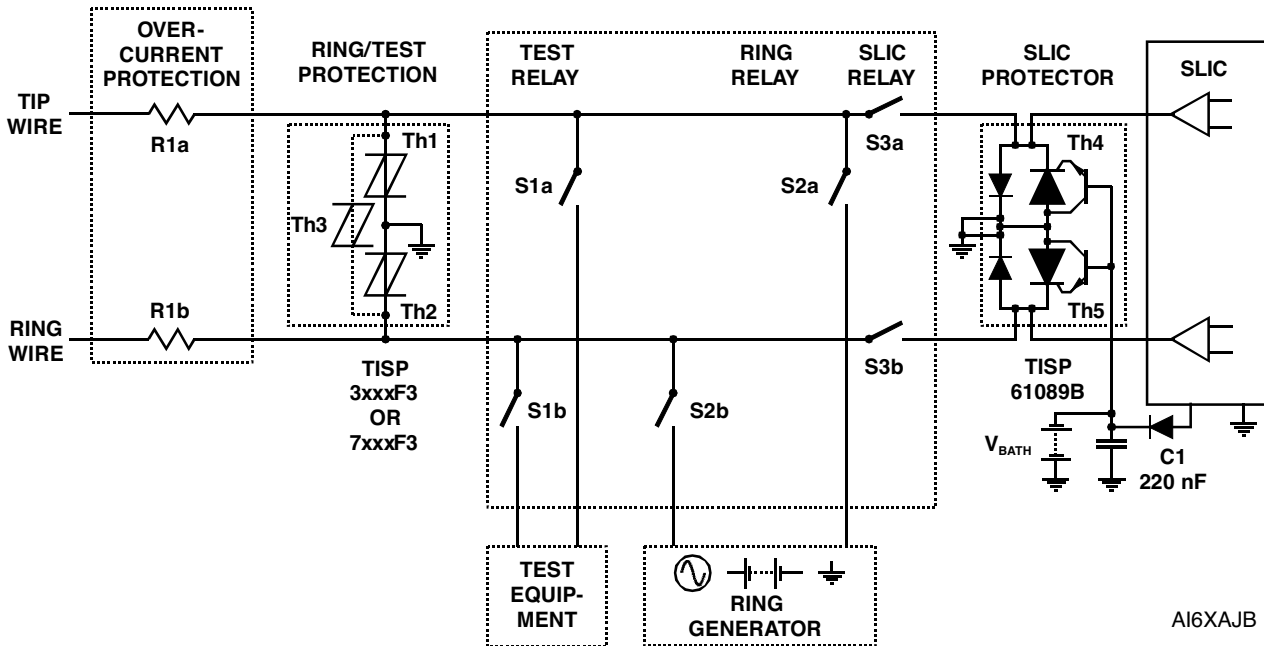 OVER-
CURRENT
PROTECTION
RING/TEST
PROTECTION
TEST
RELAY
RING
RELAY
SLIC
RELAY
SLIC
PROTECTOR
SLIC
TIP
WIRE
R1a
Th1
S3a
Th4
S1a
S2a
Th3
R1b
Th2
Th5
RING
WIRE
S3b
TISP
3xxxF3
OR
7xxxF3
S1b
S2b
TISP
61089B
VBATH
C1
220 nF
TEST
EQUIP-
MENT
RING
GENERATOR
AI6XAJB